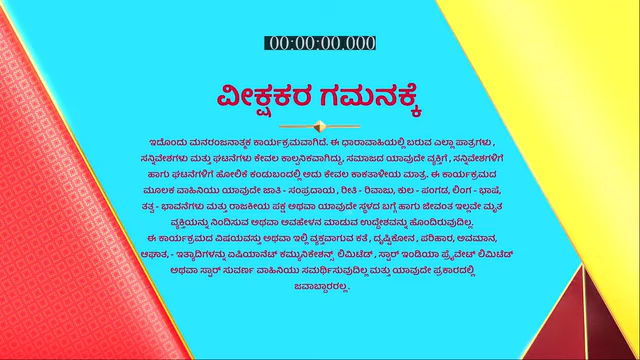 00:00:00.000
ವೀಕ್ಷಕರ ಗಮನಕ್ಕೆ
ಇದೊಂದು ಮನರಂಜನಾತ್ಮಕ ಕಾರ್ಯಕ್ರಮವಾಗಿದೆ. ಈ ಧಾರಾವಾಹಿಯಲ್ಲಿ ಬರುವ ಎಲ್ಲಾ ಪಾತ್ರಗಳು ,
ಸನ್ನಿವೇಶಗಳು ಮತ್ತು ಘಟನೆಗಳು ಕೇವಲ ಕಾಲ್ಪನಿಕವಾಗಿದ್ದು, ಸಮಾಜದ ಯಾವುದೇ ವ್ಯಕ್ತಿಗೆ , ಸನ್ನಿವೇಶಗಳಿಗೆ
ಹಾಗು ಘಟನೆಗಳಿಗೆ ಹೋಲಿಕೆ ಕಂಡುಬಂದಲ್ಲಿ ಅದು ಕೇವಲ ಕಾಕತಾಳೀಯ ಮಾತ್ರ. ಈ ಕಾರ್ಯಕ್ರಮದ
ಮೂಲಕ ವಾಹಿನಿಯು ಯಾವುದೇ ಜಾತಿ - ಸಂಪ್ರದಾಯ , ರೀತಿ - ರಿವಾಜು, ಕುಲ - ಪಂಗಡ, ಲಿಂಗ - ಭಾಷೆ,
ತತ್ವ - ಭಾವನೆಗಳು ಮತ್ತು ರಾಜಕೀಯ ಪಕ್ಷ ಅಥವಾ ಯಾವುದೇ ಸ್ಥಳದ ಬಗ್ಗೆ ಹಾಗು ಜೀವಂತ ಇಲ್ಲವೇ ಮೃತ
ವ್ಯಕ್ತಿಯನ್ನು ನಿಂದಿಸುವ ಅಥವಾ ಅವಹೇಳನ ಮಾಡುವ ಉದ್ದೇಶವನ್ನು ಹೊಂದಿರುವುದಿಲ್ಲ.
ಈ ಕಾರ್ಯಕ್ರಮದ ವಿಷಯವಸ್ತು ಅಥವಾ ಇಲ್ಲಿ ವ್ಯಕ್ತವಾಗುವ ಕತೆ , ದೃಷ್ಟಿಕೋನ , ಪರಿಹಾರ, ಅವಮಾನ,
ಆಘಾತ, - ಇತ್ಯಾದಿಗಳನ್ನು ಏಷಿಯಾನೆಟ್ ಕಮ್ಯುನಿಕೇಶನ್ಸ್ ಲಿಮಿಟೆಡ್ , ಸ್ಟಾರ್ ಇಂಡಿಯಾ ಪ್ರೈವೇಟ್ ಲಿಮಿಟೆಡ್
ಅಥವಾ ಸ್ಟಾರ್ ಸುವರ್ಣ ವಾಹಿನಿಯು ಸಮರ್ಥಿಸುವುದಿಲ್ಲ ಮತ್ತು ಯಾವುದೇ ಪ್ರಕಾರದಲ್ಲಿ
ಜವಾಬ್ದಾರರಲ್ಲ.